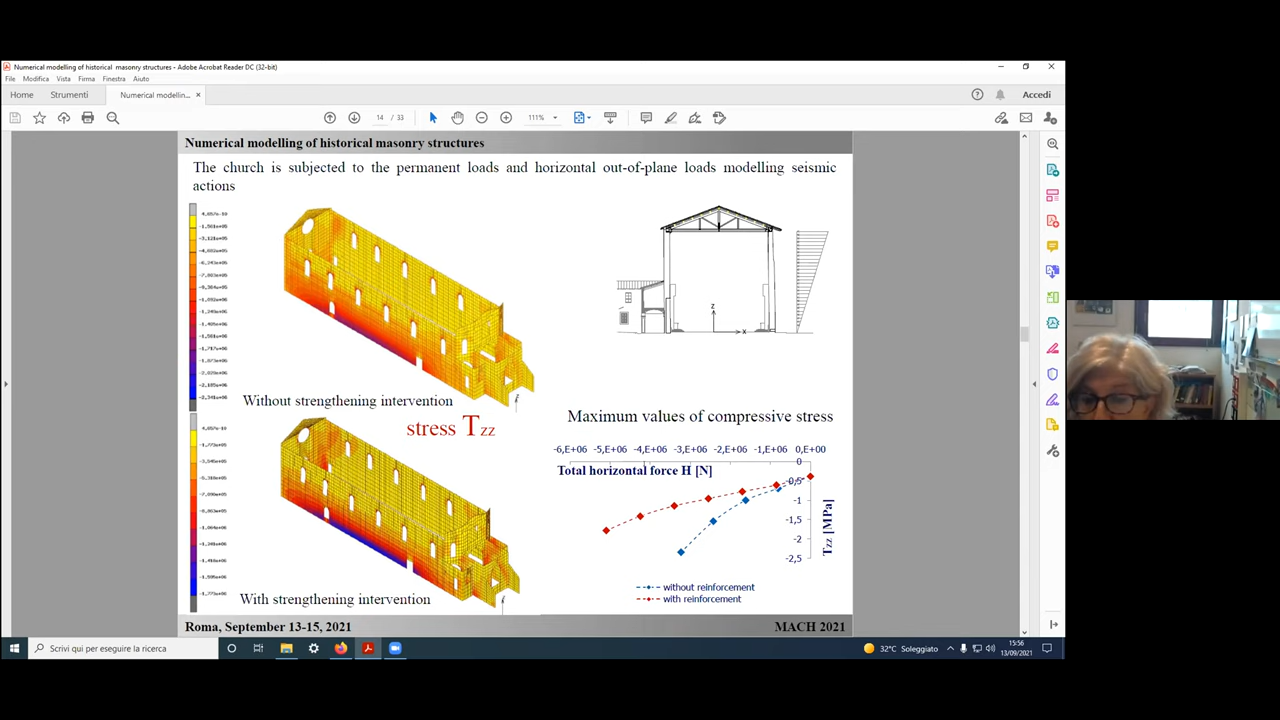 Numerical modelling of historical masonry structures - Adobe Acrobat Reader DC (32-bit)
File Modifica Vista Firma Finestra Aiuto
Home Strumenti Numerical modellin... × Accedi
14 / 33 111%
Numerical modelling of historical masonry structures
The church is subjected to the permanent loads and horizontal out-of-plane loads modelling seismic
actions
z
x
Without strengthening intervention
stress Tzz
Maximum values of compressive stress
-6,E+06 -5,E+06 -4,E+06 -3,E+06 -2,E+06 -1,E+06 0,E+00
Total horizontal force H [N]
0
-0,5
-1
-1,5
-2
-2,5
Tzz [MPa]
without reinforcement
with reinforcement
With strengthening intervention
Roma, September 13-15, 2021 MACH 2021
Scrivi qui per eseguire la ricerca
32°C Soleggiato
15:56
13/09/2021